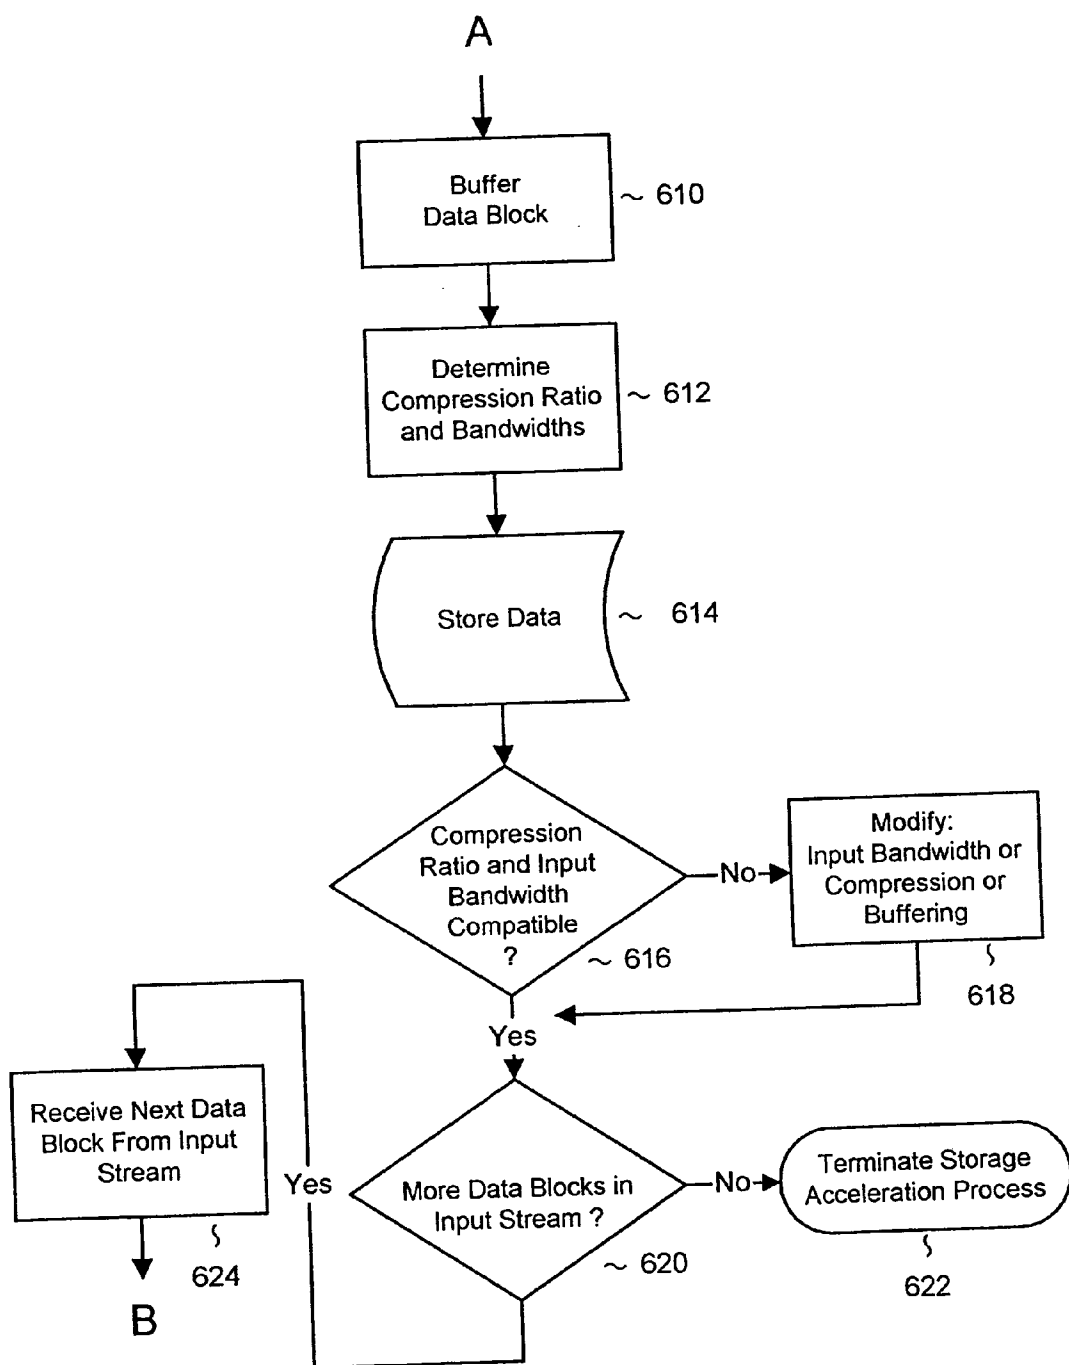 A
Buffer
Data Block
~ 610
Determine
Compression Ratio
and Bandwidths
~ 612
Store Data
~ 614
Compression
Ratio and Input
Bandwidth
Compatible
?
~ 616
No
Modify:
Input Bandwidth or
Compression or
Buffering
618
Yes
Receive Next Data
Block From Input
Stream
624
B
Yes
More Data Blocks in
Input Stream ?
~ 620
No
Terminate Storage
Acceleration Process
622